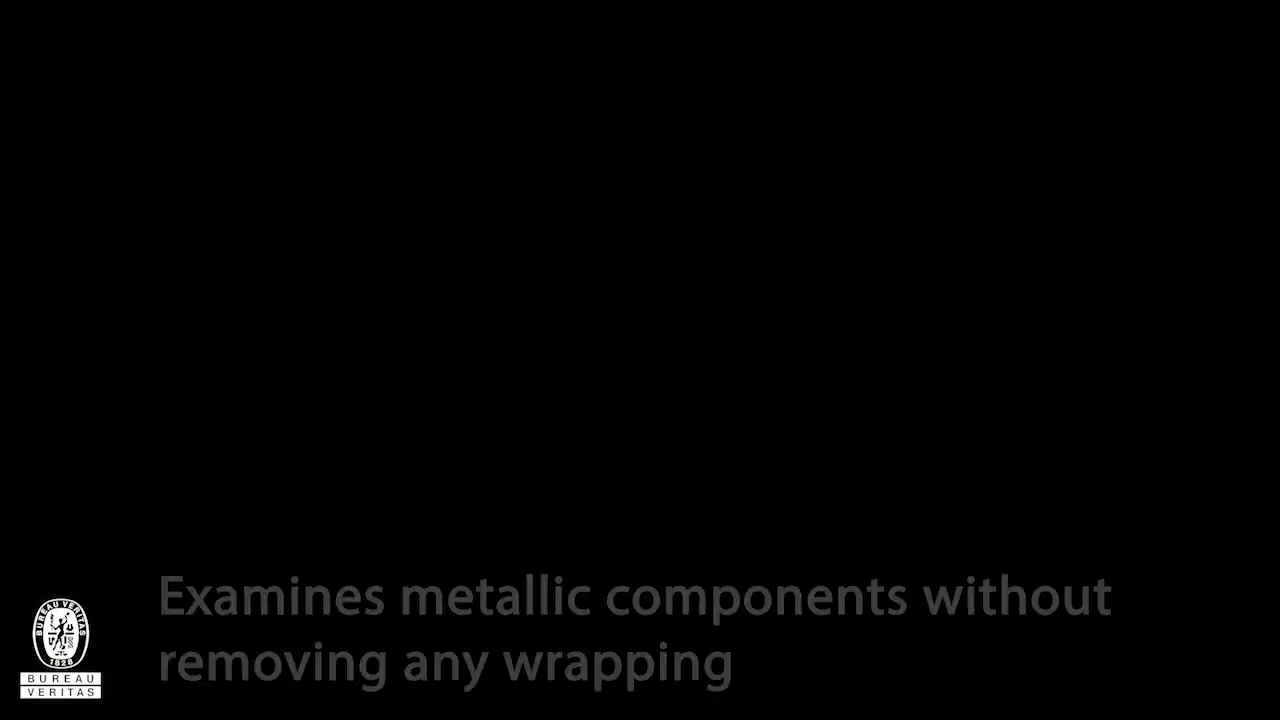 Examines metallic components without
removing any wrapping
BUREAU VERITAS
1828
BUREAU
VERITAS